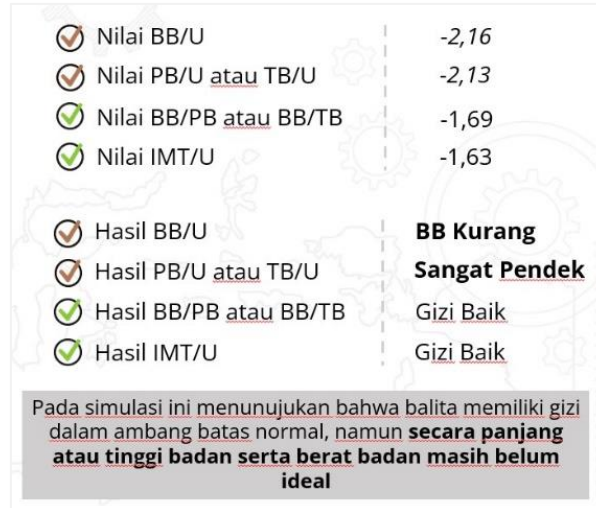 Nilai BB/U -2,16
Nilai PB/U atau TB/U -2,13
Nilai BB/PB atau BB/TB -1,69
Nilai IMT/U -1,63
Hasil BB/U BB Kurang
Hasil PB/U atau TB/U Sangat Pendek
Hasil BB/PB atau BB/TB Gizi Baik
Hasil IMT/U Gizi Baik
Pada simulasi ini menunujukan bahwa balita memiliki gizi
dalam ambang batas normal, namun secara panjang
atau tinggi badan serta berat badan masih belum
ideal